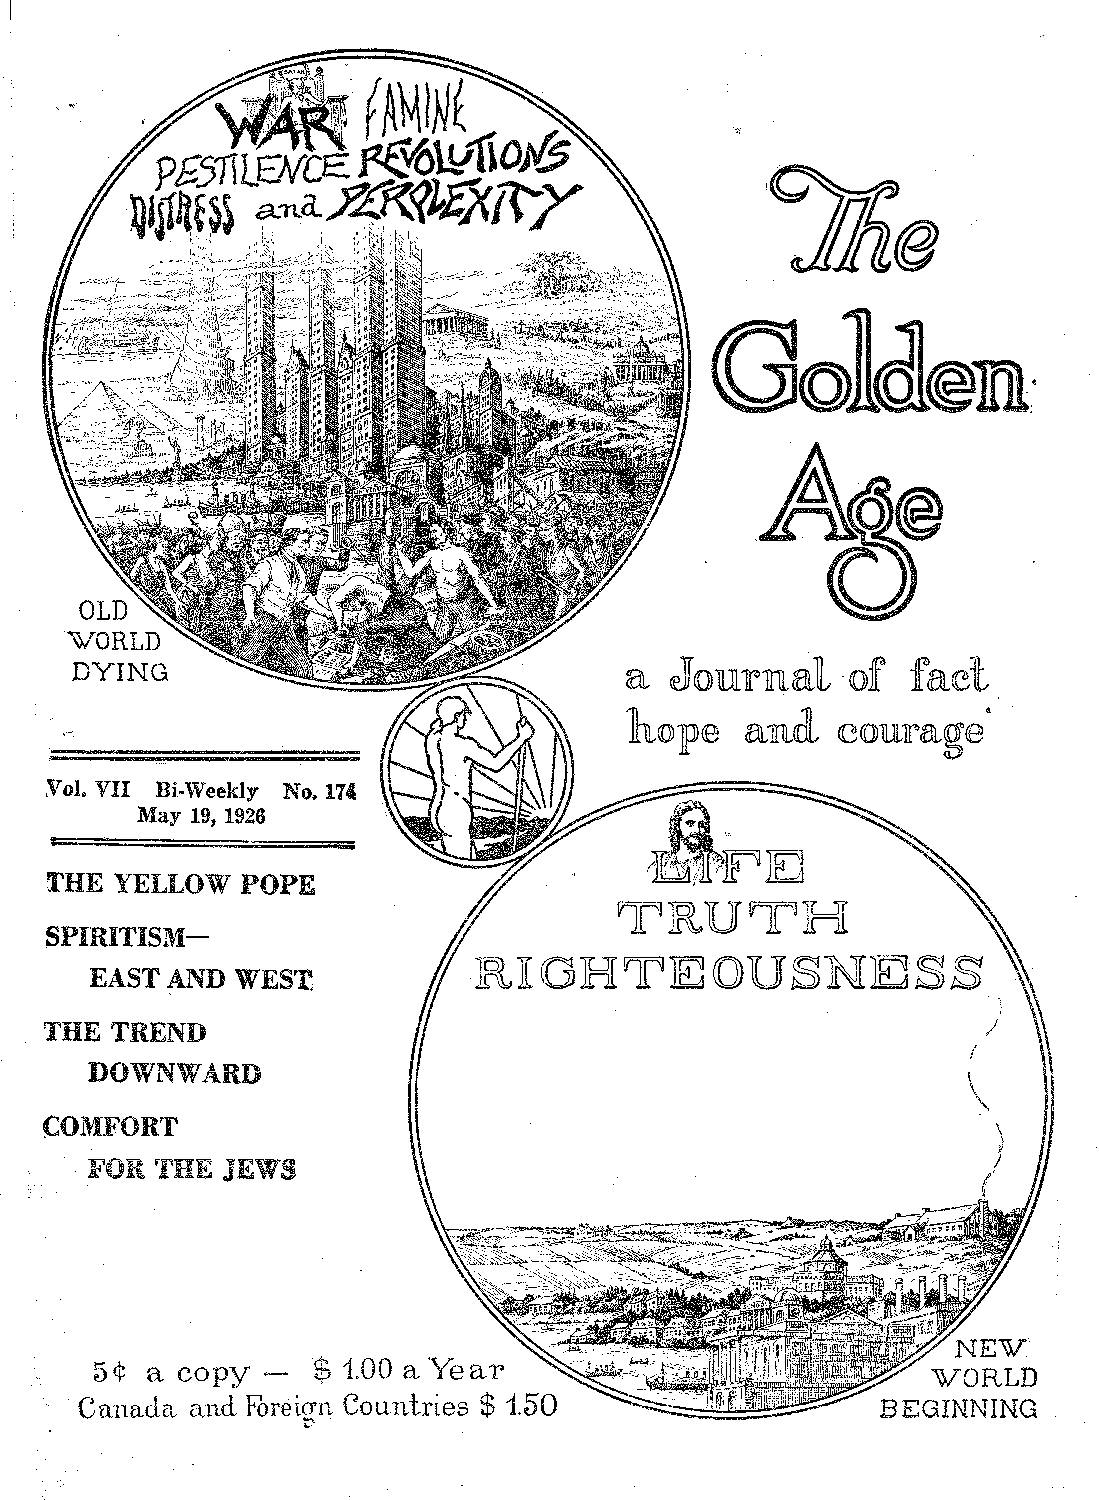 WAR FAMINE
PESTILENCE REVOLUTIONS
DISTRESS and PERPLEXITY
The
Golden
Age
OLD
WORLD
DYING
a Journal of fact
hope and courage
Vol. VII Bi-Weekly No. 174
May 19, 1926
THE YELLOW POPE
SPIRITISM—
EAST AND WEST
THE TREND
DOWNWARD
COMFORT
FOR THE JEWS
LIFE
TRUTH
RIGHTEOUSNESS
5¢ a copy — $ 1.00 a Year
Canada and Foreign Countries $ 1.50
NEW
WORLD
BEGINNING